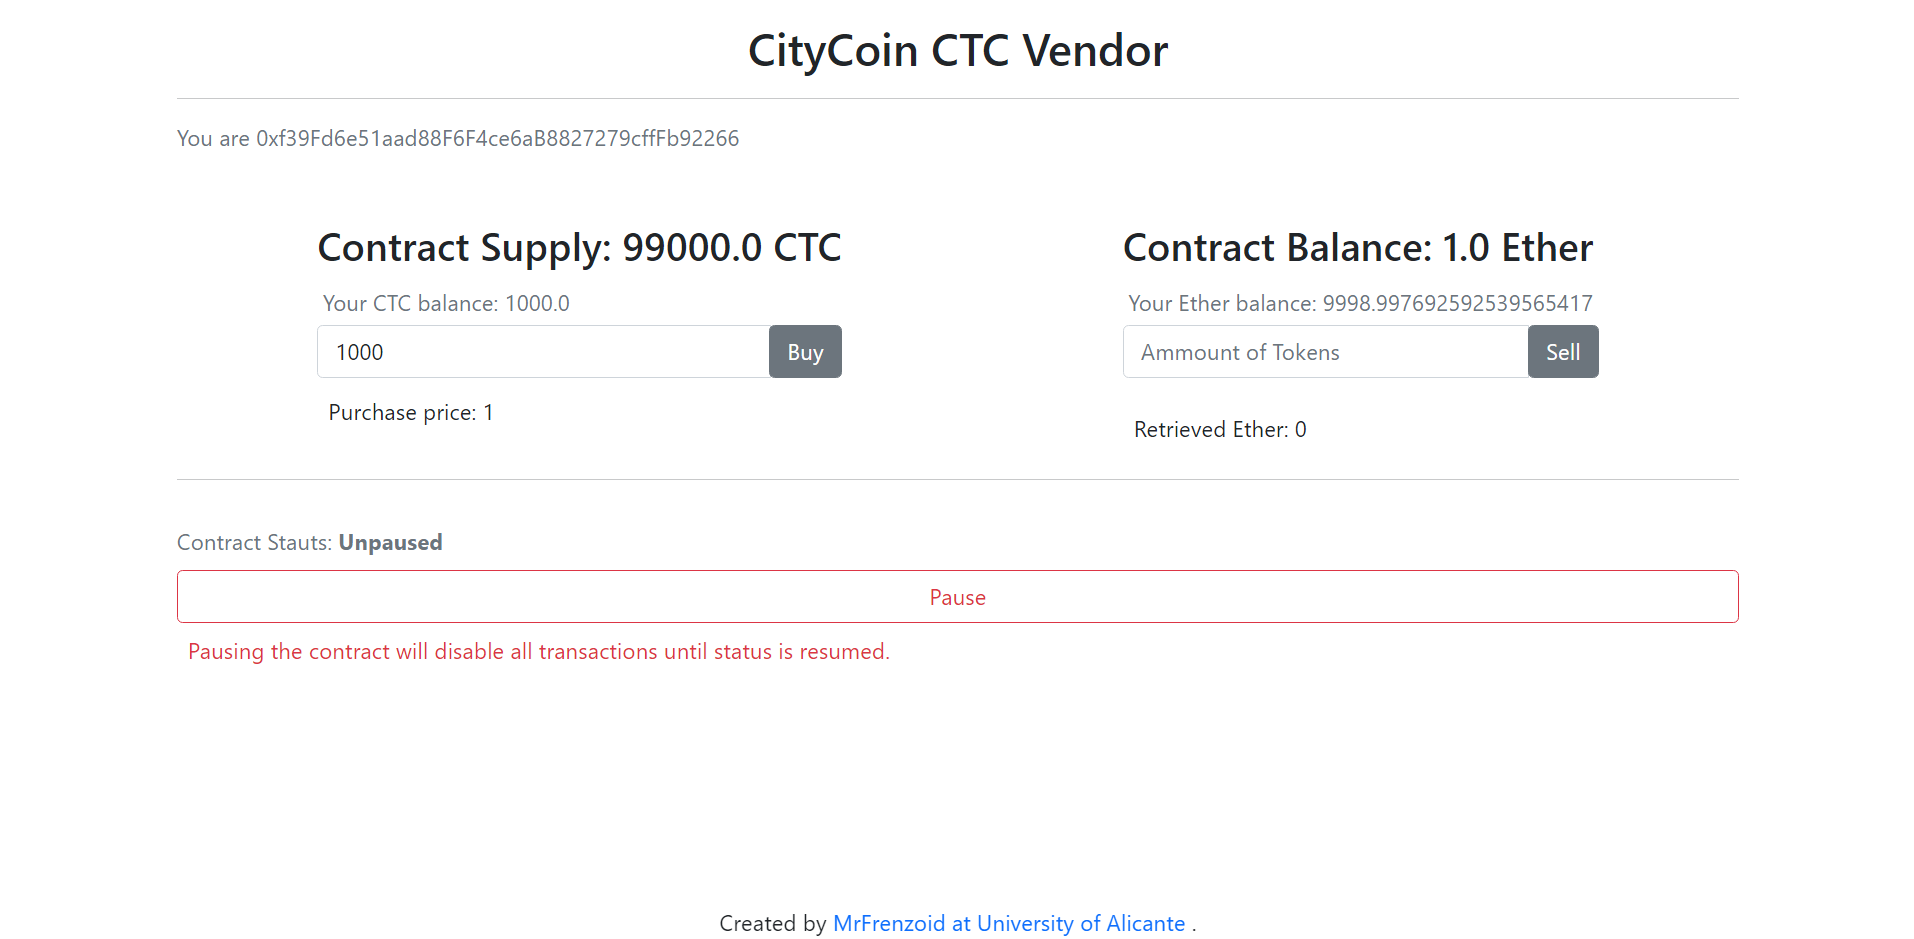 CityCoin CTC Vendor
You are 0xf39Fd6e51aad88F6F4ce6aB8827279cffFb92266
Contract Supply: 99000.0 CTC
Your CTC balance: 1000.0
1000
Buy
Purchase price: 1
Contract Balance: 1.0 Ether
Your Ether balance: 9998.997692592539565417
Ammount of Tokens
Sell
Retrieved Ether: 0
Contract Stauts: Unpaused
Pause
Pausing the contract will disable all transactions until status is resumed.
Created by MrFrenzoid at University of Alicante .